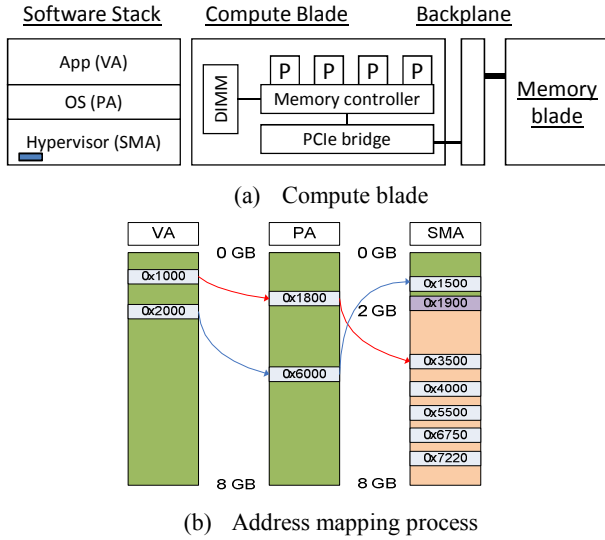 Software Stack Compute Blade Backplane
App (VA)
OS (PA)
Hypervisor (SMA)
DIMM
P P P P
Memory controller
PCIe bridge
Memory
blade
(a) Compute blade
VA PA SMA
0 GB 0 GB
0x1000
0x1500
0x1800
0x1900
2 GB
0x2000
0x3500
0x6000
0x4000
0x5500
0x6750
0x7220
8 GB 8 GB
(b) Address mapping process